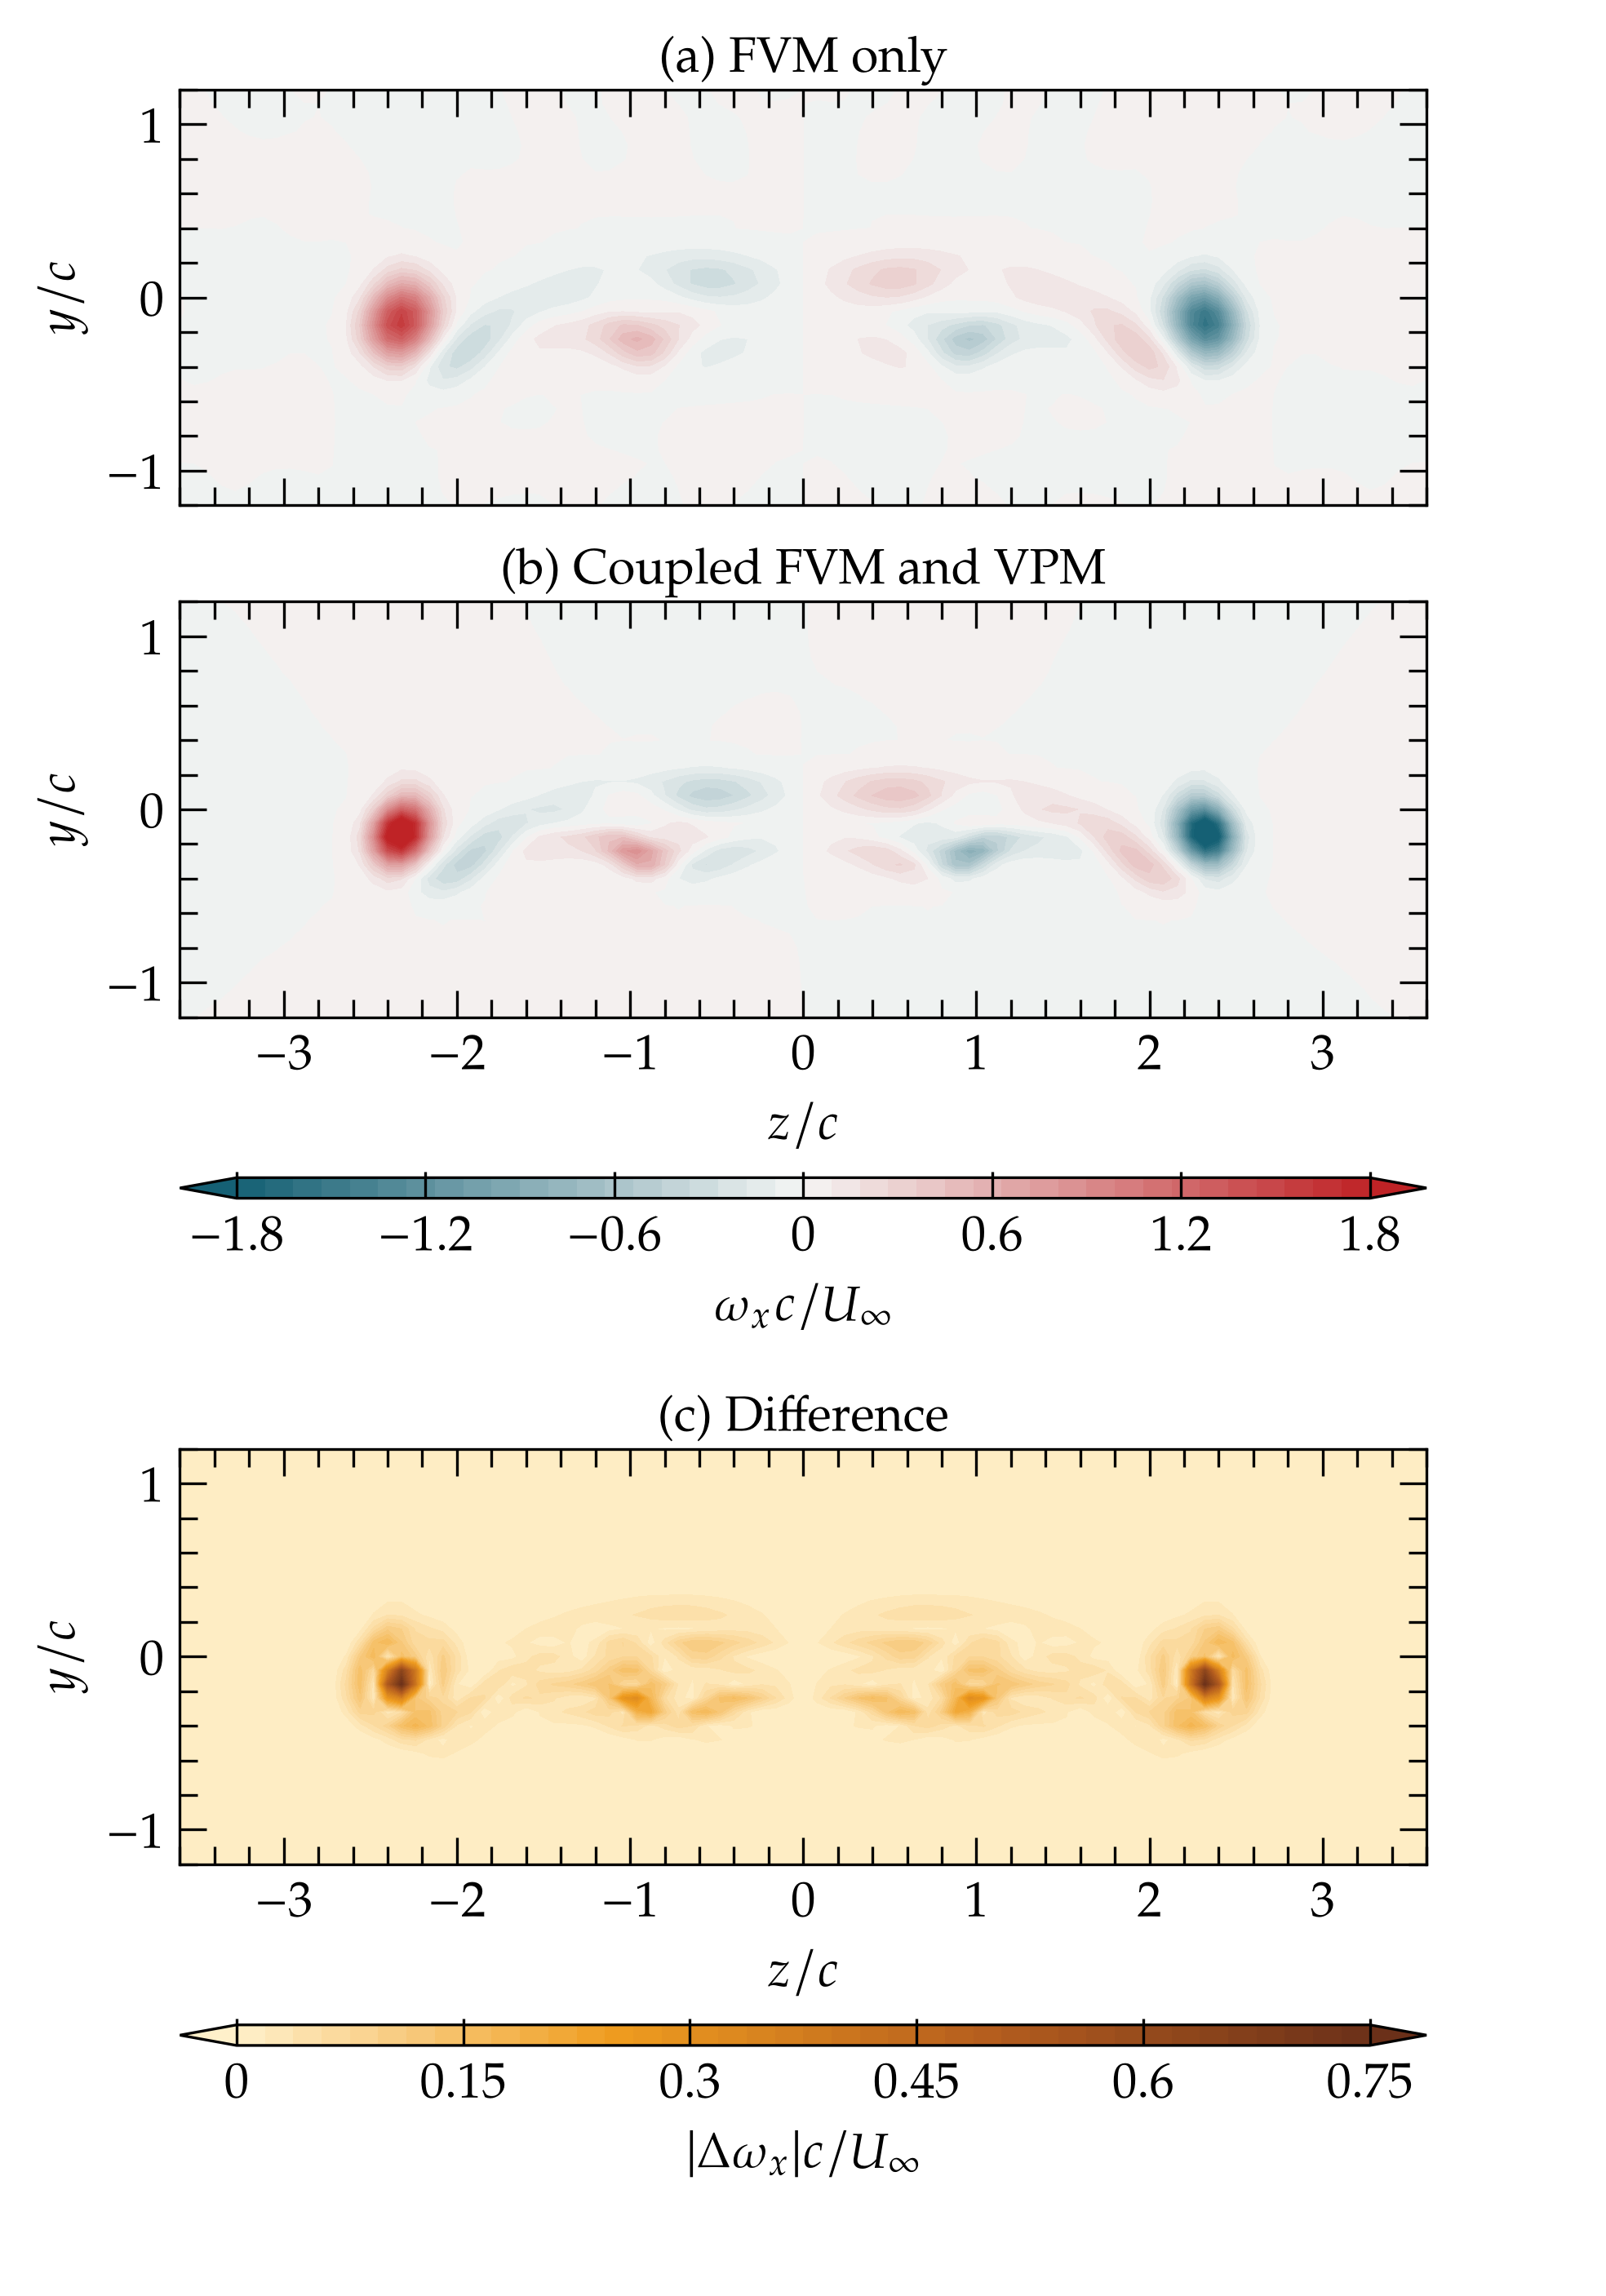 (a) FVM only
1
0
−1
y/c
(b) Coupled FVM and VPM
1
0
−1
y/c
−3 −2 −1 0 1 2 3
z/c
−1.8 −1.2 −0.6 0 0.6 1.2 1.8
ωₓc/U∞
(c) Difference
1
0
−1
y/c
−3 −2 −1 0 1 2 3
z/c
0 0.15 0.3 0.45 0.6 0.75
|Δωₓ|c/U∞